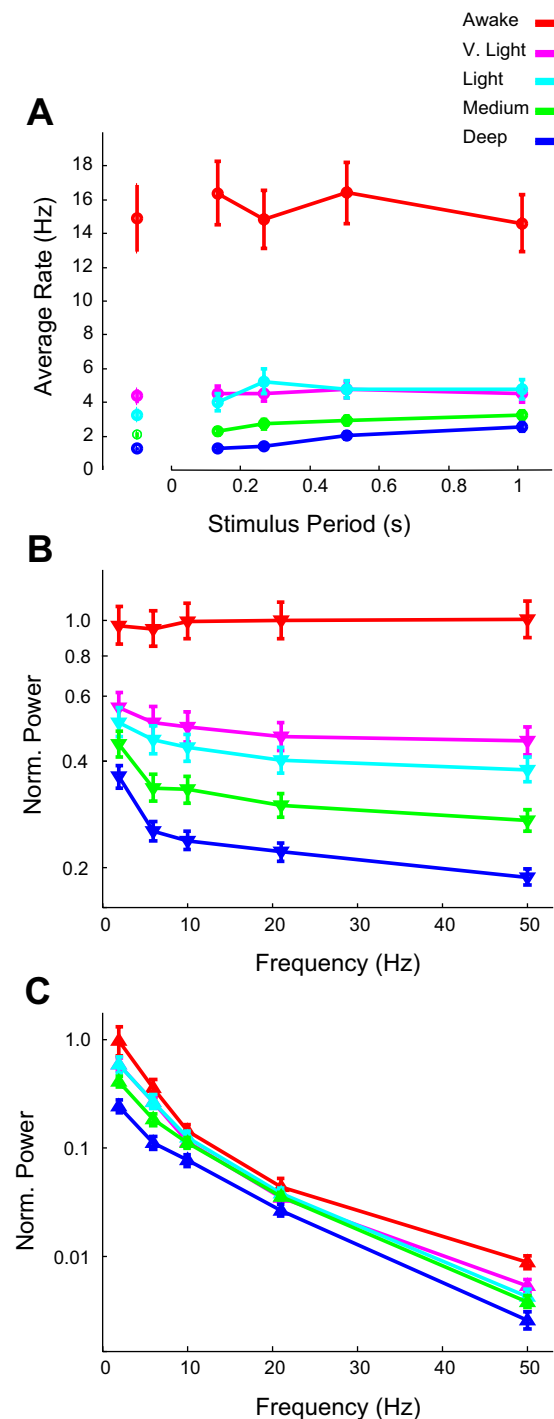 Awake
V. Light
Light
Medium
Deep
A
18
16
14
12
10
8
6
4
2
0
Average Rate (Hz)
0 0.2 0.4 0.6 0.8 1
Stimulus Period (s)
B
1.0
0.8
0.6
0.4
0.2
Norm. Power
0 10 20 30 40 50
Frequency (Hz)
C
1.0
0.1
0.01
Norm. Power
0 10 20 30 40 50
Frequency (Hz)